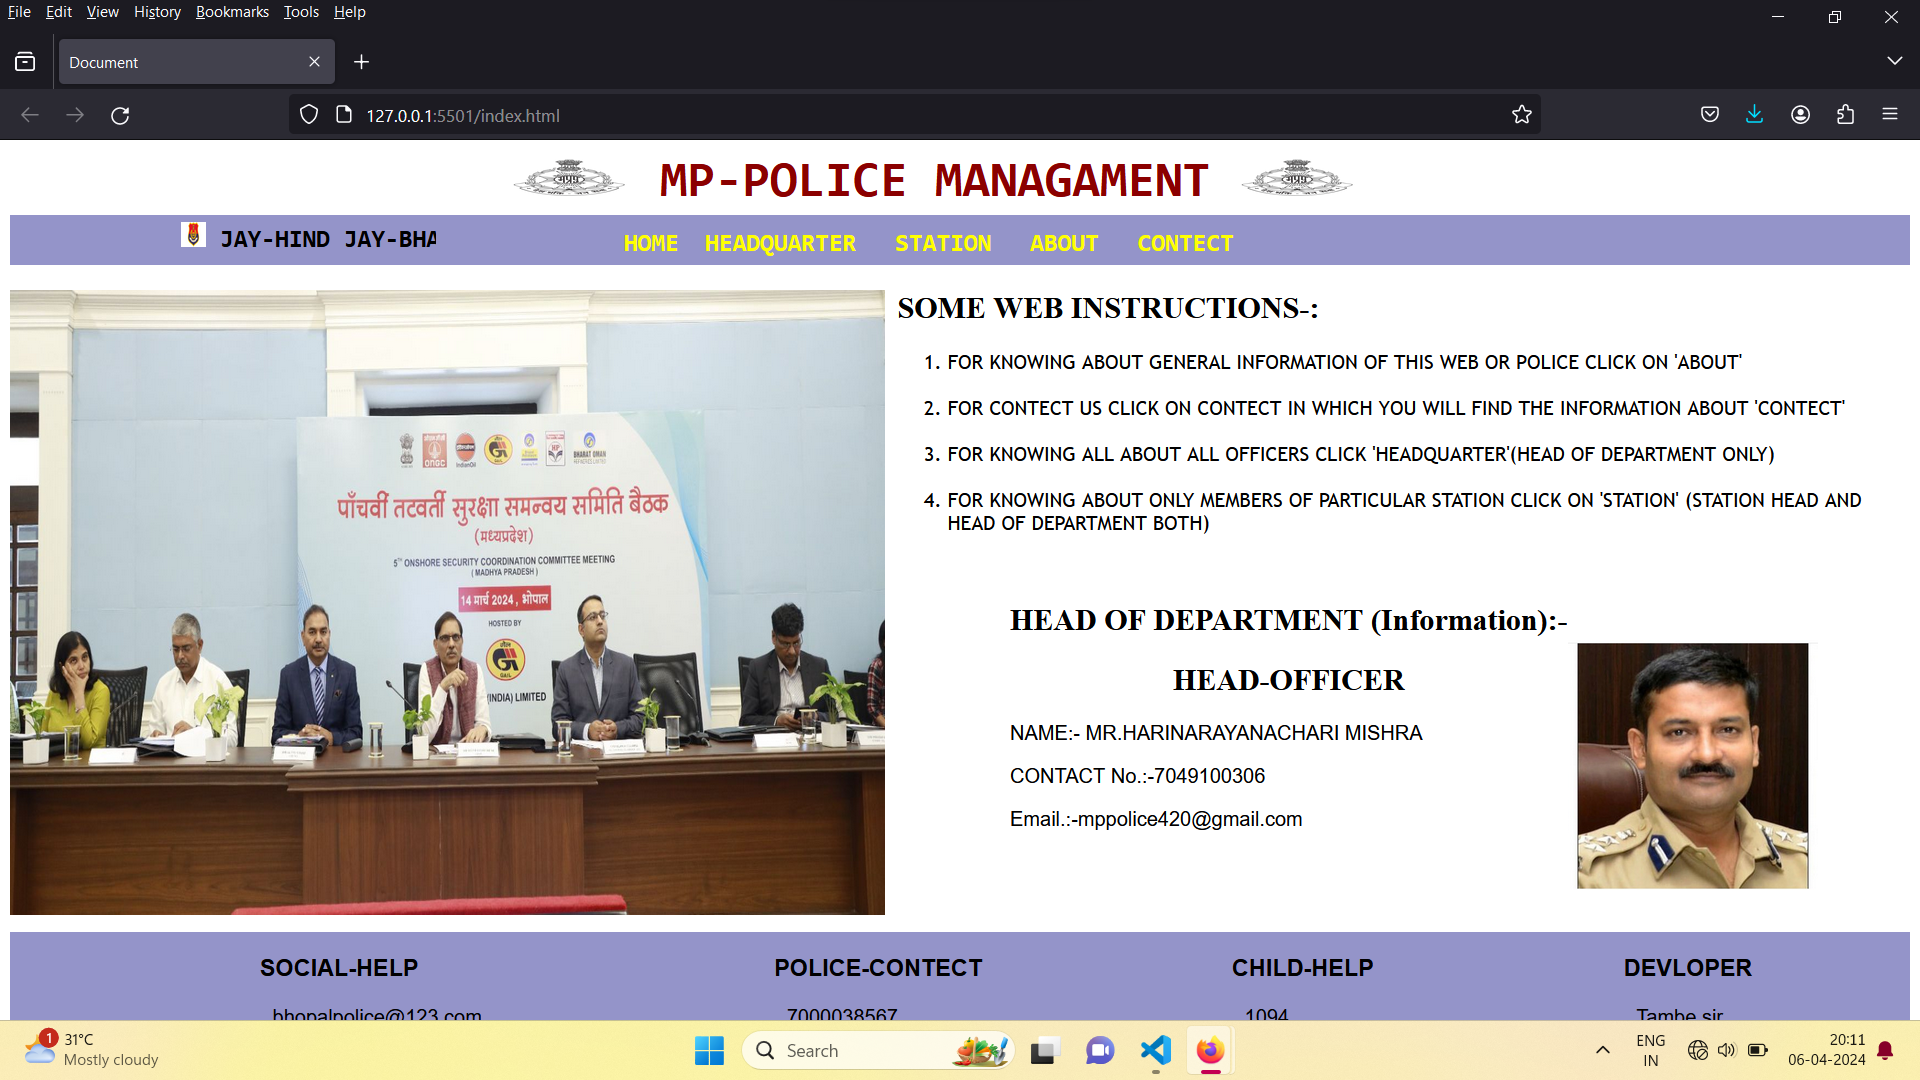 File Edit View History Bookmarks Tools Help
Document
127.0.0.1:5501/index.html
MP-POLICE MANAGAMENT
JAY-HIND JAY-BHA
HOME HEADQUARTER STATION ABOUT CONTECT
SOME WEB INSTRUCTIONS-:
1. FOR KNOWING ABOUT GENERAL INFORMATION OF THIS WEB OR POLICE CLICK ON 'ABOUT'
2. FOR CONTECT US CLICK ON CONTECT IN WHICH YOU WILL FIND THE INFORMATION ABOUT 'CONTECT'
3. FOR KNOWING ALL ABOUT ALL OFFICERS CLICK 'HEADQUARTER'(HEAD OF DEPARTMENT ONLY)
4. FOR KNOWING ABOUT ONLY MEMBERS OF PARTICULAR STATION CLICK ON 'STATION' (STATION HEAD AND
HEAD OF DEPARTMENT BOTH)
ONGC IndianOil GAIL HP BHARAT OMAN
पाँचवीं तटवर्ती सुरक्षा समन्वय समिति बैठक
(मध्यप्रदेश)
5TH ONSHORE SECURITY COORDINATION COMMITTEE MEETING
( MADHYA PRADESH )
14 मार्च 2024, भोपाल
HOSTED BY
GAIL
(INDIA) LIMITED
HEAD OF DEPARTMENT (Information):-
HEAD-OFFICER
NAME:- MR.HARINARAYANACHARI MISHRA
CONTACT No.:-7049100306
Email.:-mppolice420@gmail.com
SOCIAL-HELP POLICE-CONTECT CHILD-HELP DEVLOPER
bhopalpolice@123.com 7000038567 1094 Tambe sir
1 31°C
Mostly cloudy
Search
ENG
IN
20:11
06-04-2024